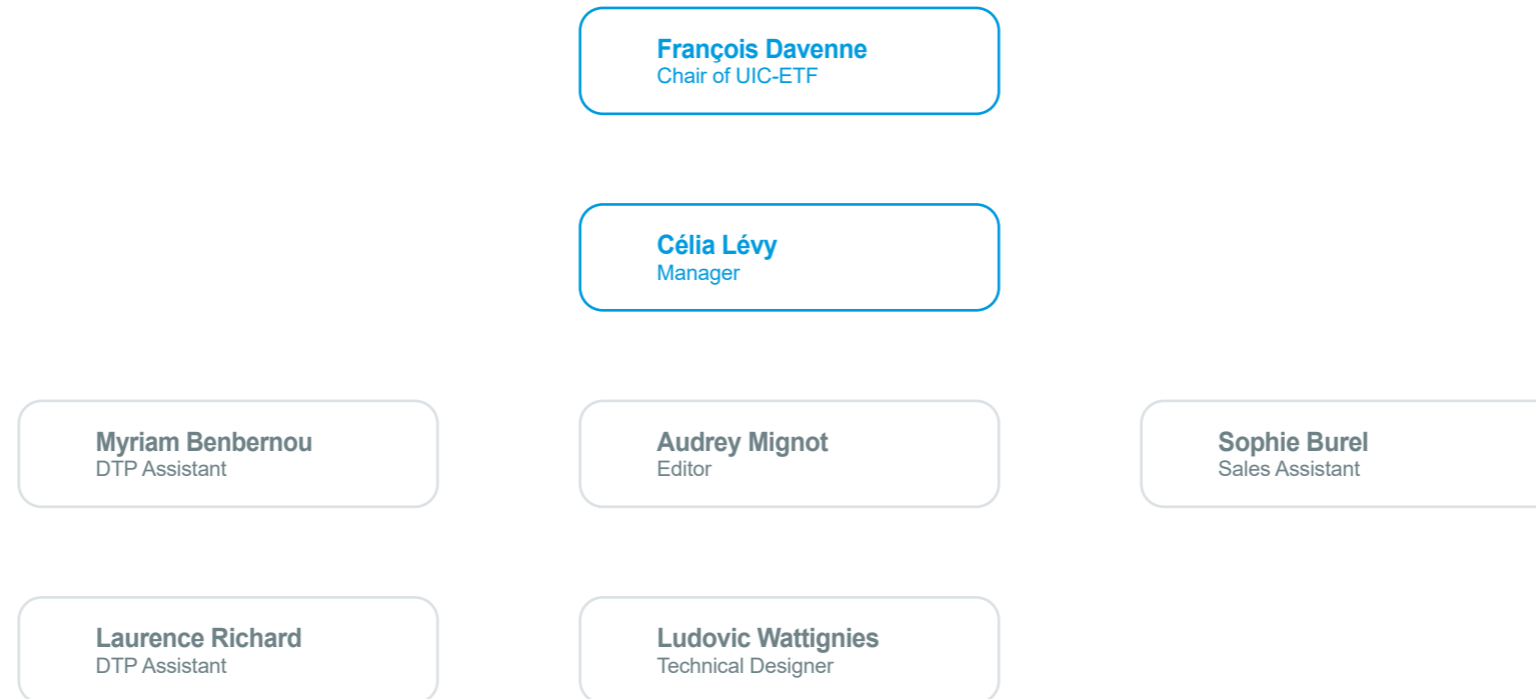 François Davenne
Chair of UIC-ETF
Célia Lévy
Manager
Myriam Benbernou
DTP Assistant
Audrey Mignot
Editor
Sophie Burel
Sales Assistant
Laurence Richard
DTP Assistant
Ludovic Wattignies
Technical Designer